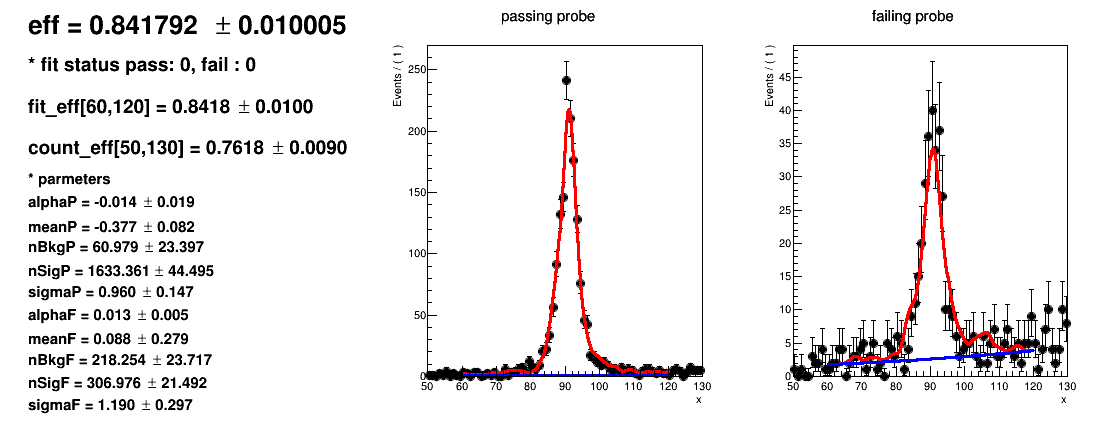 eff = 0.841792 ± 0.010005
* fit status pass: 0, fail : 0
fit_eff[60,120] = 0.8418 ± 0.0100
count_eff[50,130] = 0.7618 ± 0.0090
* parmeters
alphaP = -0.014 ± 0.019
meanP = -0.377 ± 0.082
nBkgP = 60.979 ± 23.397
nSigP = 1633.361 ± 44.495
sigmaP = 0.960 ± 0.147
alphaF = 0.013 ± 0.005
meanF = 0.088 ± 0.279
nBkgF = 218.254 ± 23.717
nSigF = 306.976 ± 21.492
sigmaF = 1.190 ± 0.297
passing probe
Events / ( 1 )
250
200
150
100
50
0
50 60 70 80 90 100 110 120 130
x
failing probe
Events / ( 1 )
45
40
35
30
25
20
15
10
5
0
50 60 70 80 90 100 110 120 130
x